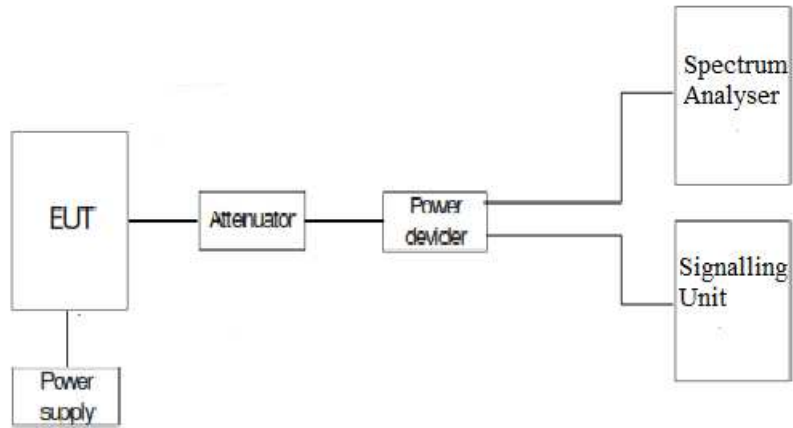 Spectrum
Analyser
EUT
Attenuator
Power
devider
Signalling
Unit
Power
supply